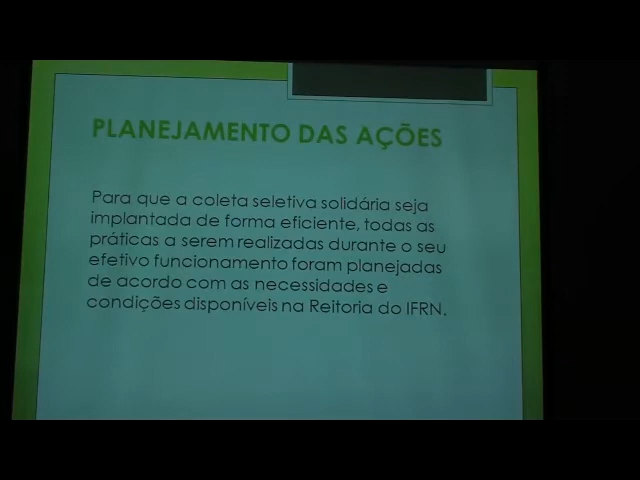 PLANEJAMENTO DAS AÇÕES
Para que a coleta seletiva solidária seja
implantada de forma eficiente, todas as
práticas a serem realizadas durante o seu
efetivo funcionamento foram planejadas
de acordo com as necessidades e
condições disponíveis na Reitoria do IFRN.